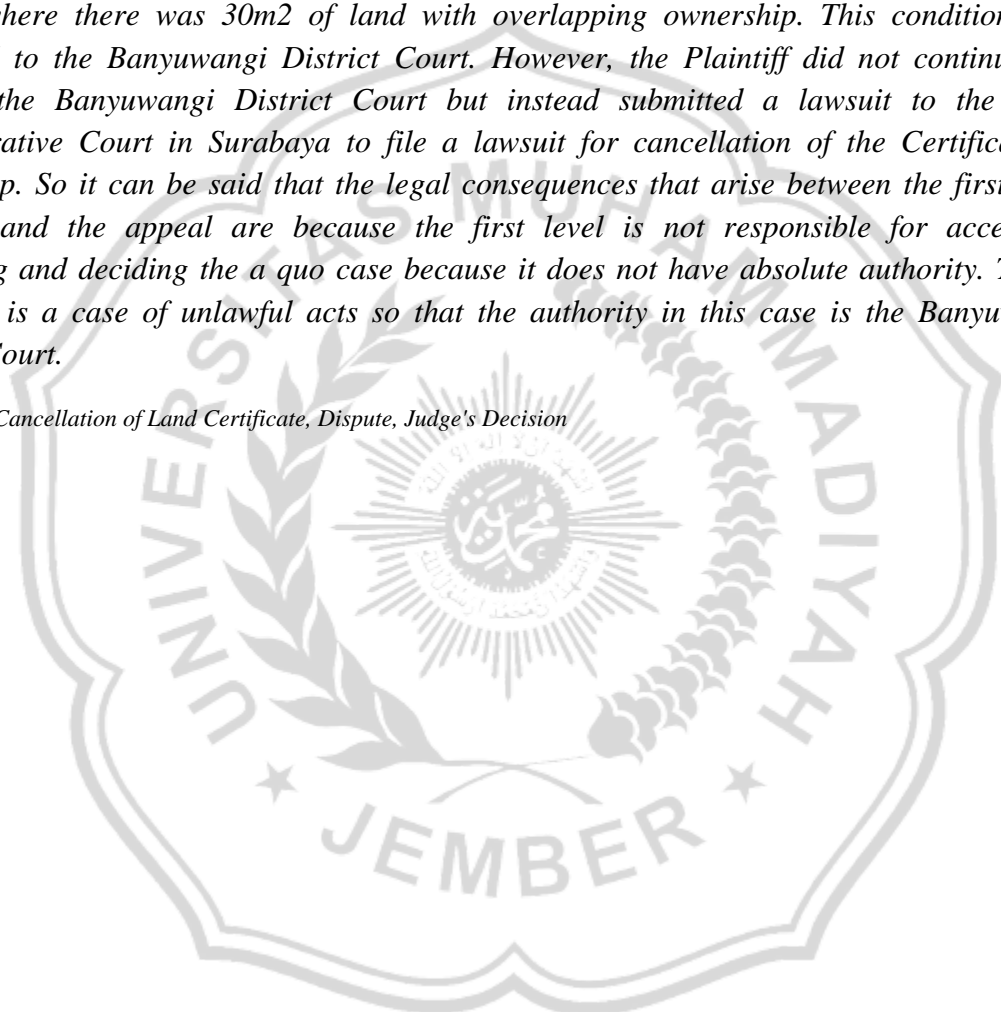 where there was 30m2 of land with overlapping ownership. This condition
to the Banyuwangi District Court. However, the Plaintiff did not continu
the Banyuwangi District Court but instead submitted a lawsuit to the
rative Court in Surabaya to file a lawsuit for cancellation of the Certific
p. So it can be said that the legal consequences that arise between the first
and the appeal are because the first level is not responsible for acce
g and deciding the a quo case because it does not have absolute authority. T
is a case of unlawful acts so that the authority in this case is the Banyu
Court.
Cancellation of Land Certificate, Dispute, Judge's Decision
UNIVERSITAS MUHAMMADIYAH
JEMBER